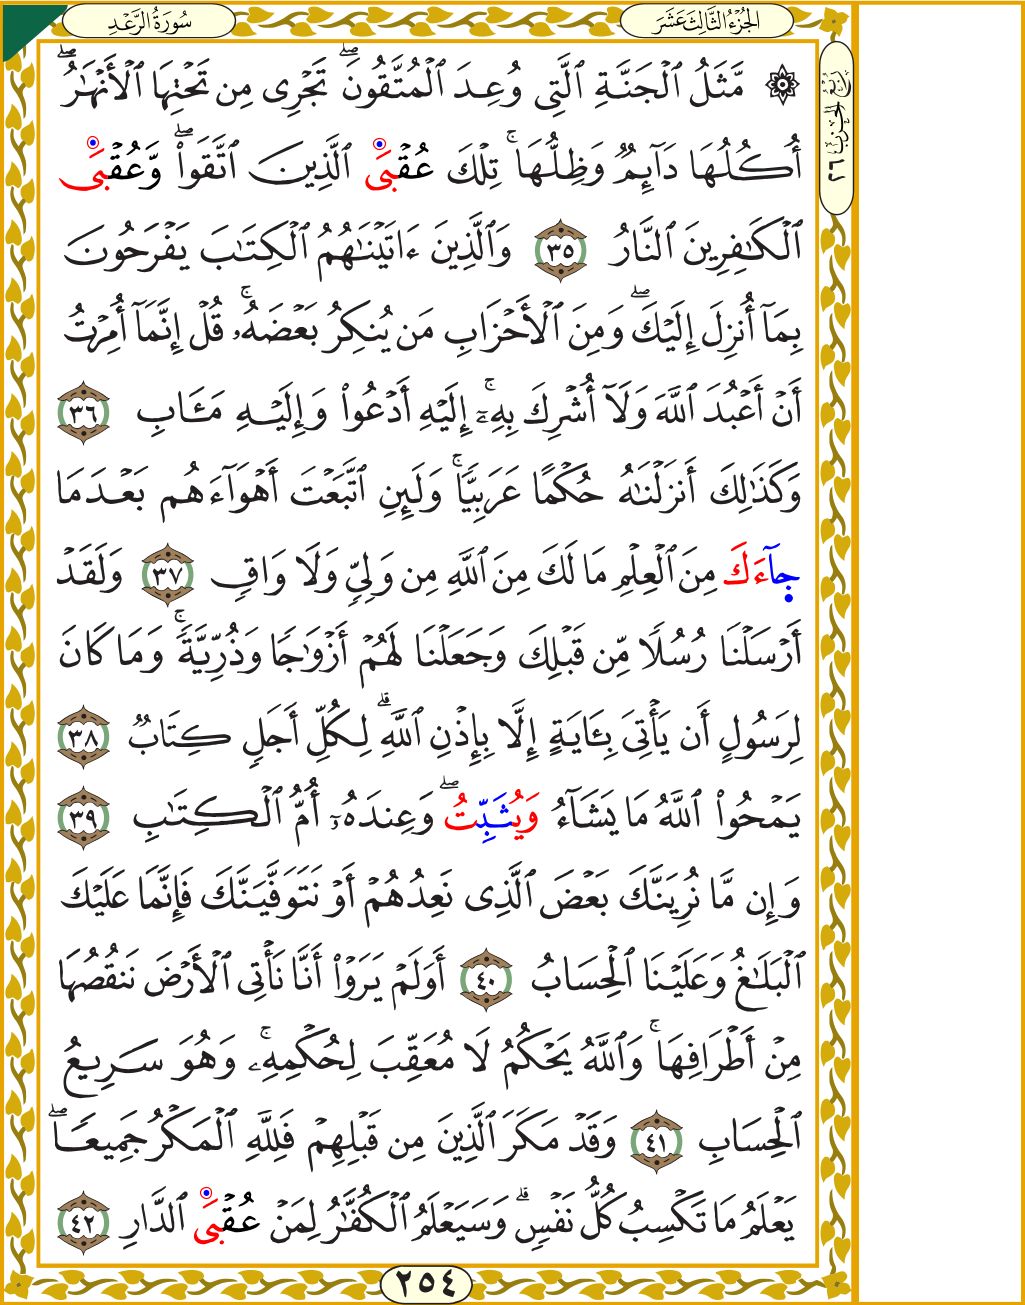 سُورَةُ الرَّعْدِ
الجُزْءُ الثَّالِثَ عَشَرَ
رُبْعُ الْحِزْبِ ٢٦
۞ مَّثَلُ ٱلْجَنَّةِ ٱلَّتِى وُعِدَ ٱلْمُتَّقُونَ ۖ تَجْرِى مِن تَحْتِهَا ٱلْأَنْهَٰرُ ۖ
أُكُلُهَا دَآئِمٌ وَظِلُّهَا ۚ تِلْكَ عُقْبَى ٱلَّذِينَ ٱتَّقَوا۟ ۖ وَّعُقْبَى
ٱلْكَٰفِرِينَ ٱلنَّارُ ٣٥ وَٱلَّذِينَ ءَاتَيْنَٰهُمُ ٱلْكِتَٰبَ يَفْرَحُونَ
بِمَآ أُنزِلَ إِلَيْكَ ۖ وَمِنَ ٱلْأَحْزَابِ مَن يُنكِرُ بَعْضَهُۥ ۚ قُلْ إِنَّمَآ أُمِرْتُ
أَنْ أَعْبُدَ ٱللَّهَ وَلَآ أُشْرِكَ بِهِۦٓ ۚ إِلَيْهِ أَدْعُوا۟ وَإِلَيْهِ مَـَٔابِ ٣٦
وَكَذَٰلِكَ أَنزَلْنَٰهُ حُكْمًا عَرَبِيًّا ۚ وَلَئِنِ ٱتَّبَعْتَ أَهْوَآءَهُم بَعْدَمَا
جَآءَكَ مِنَ ٱلْعِلْمِ مَا لَكَ مِنَ ٱللَّهِ مِن وَلِىٍّ وَلَا وَاقٍ ٣٧ وَلَقَدْ
أَرْسَلْنَا رُسُلًا مِّن قَبْلِكَ وَجَعَلْنَا لَهُمْ أَزْوَٰجًا وَذُرِّيَّةً ۚ وَمَا كَانَ
لِرَسُولٍ أَن يَأْتِىَ بِـَٔايَةٍ إِلَّا بِإِذْنِ ٱللَّهِ ۗ لِكُلِّ أَجَلٍ كِتَابٌ ٣٨
يَمْحُوا۟ ٱللَّهُ مَا يَشَآءُ وَيُثَبِّتُ ۖ وَعِندَهُۥٓ أُمُّ ٱلْكِتَٰبِ ٣٩
وَإِن مَّا نُرِيَنَّكَ بَعْضَ ٱلَّذِى نَعِدُهُمْ أَوْ نَتَوَفَّيَنَّكَ فَإِنَّمَا عَلَيْكَ
ٱلْبَلَٰغُ وَعَلَيْنَا ٱلْحِسَابُ ٤٠ أَوَلَمْ يَرَوْا۟ أَنَّا نَأْتِى ٱلْأَرْضَ نَنقُصُهَا
مِنْ أَطْرَافِهَا ۚ وَٱللَّهُ يَحْكُمُ لَا مُعَقِّبَ لِحُكْمِهِۦ ۚ وَهُوَ سَرِيعُ
ٱلْحِسَابِ ٤١ وَقَدْ مَكَرَ ٱلَّذِينَ مِن قَبْلِهِمْ فَلِلَّهِ ٱلْمَكْرُ جَمِيعًا ۖ
يَعْلَمُ مَا تَكْسِبُ كُلُّ نَفْسٍ ۗ وَسَيَعْلَمُ ٱلْكُفَّٰرُ لِمَنْ عُقْبَى ٱلدَّارِ ٤٢
٢٥٤